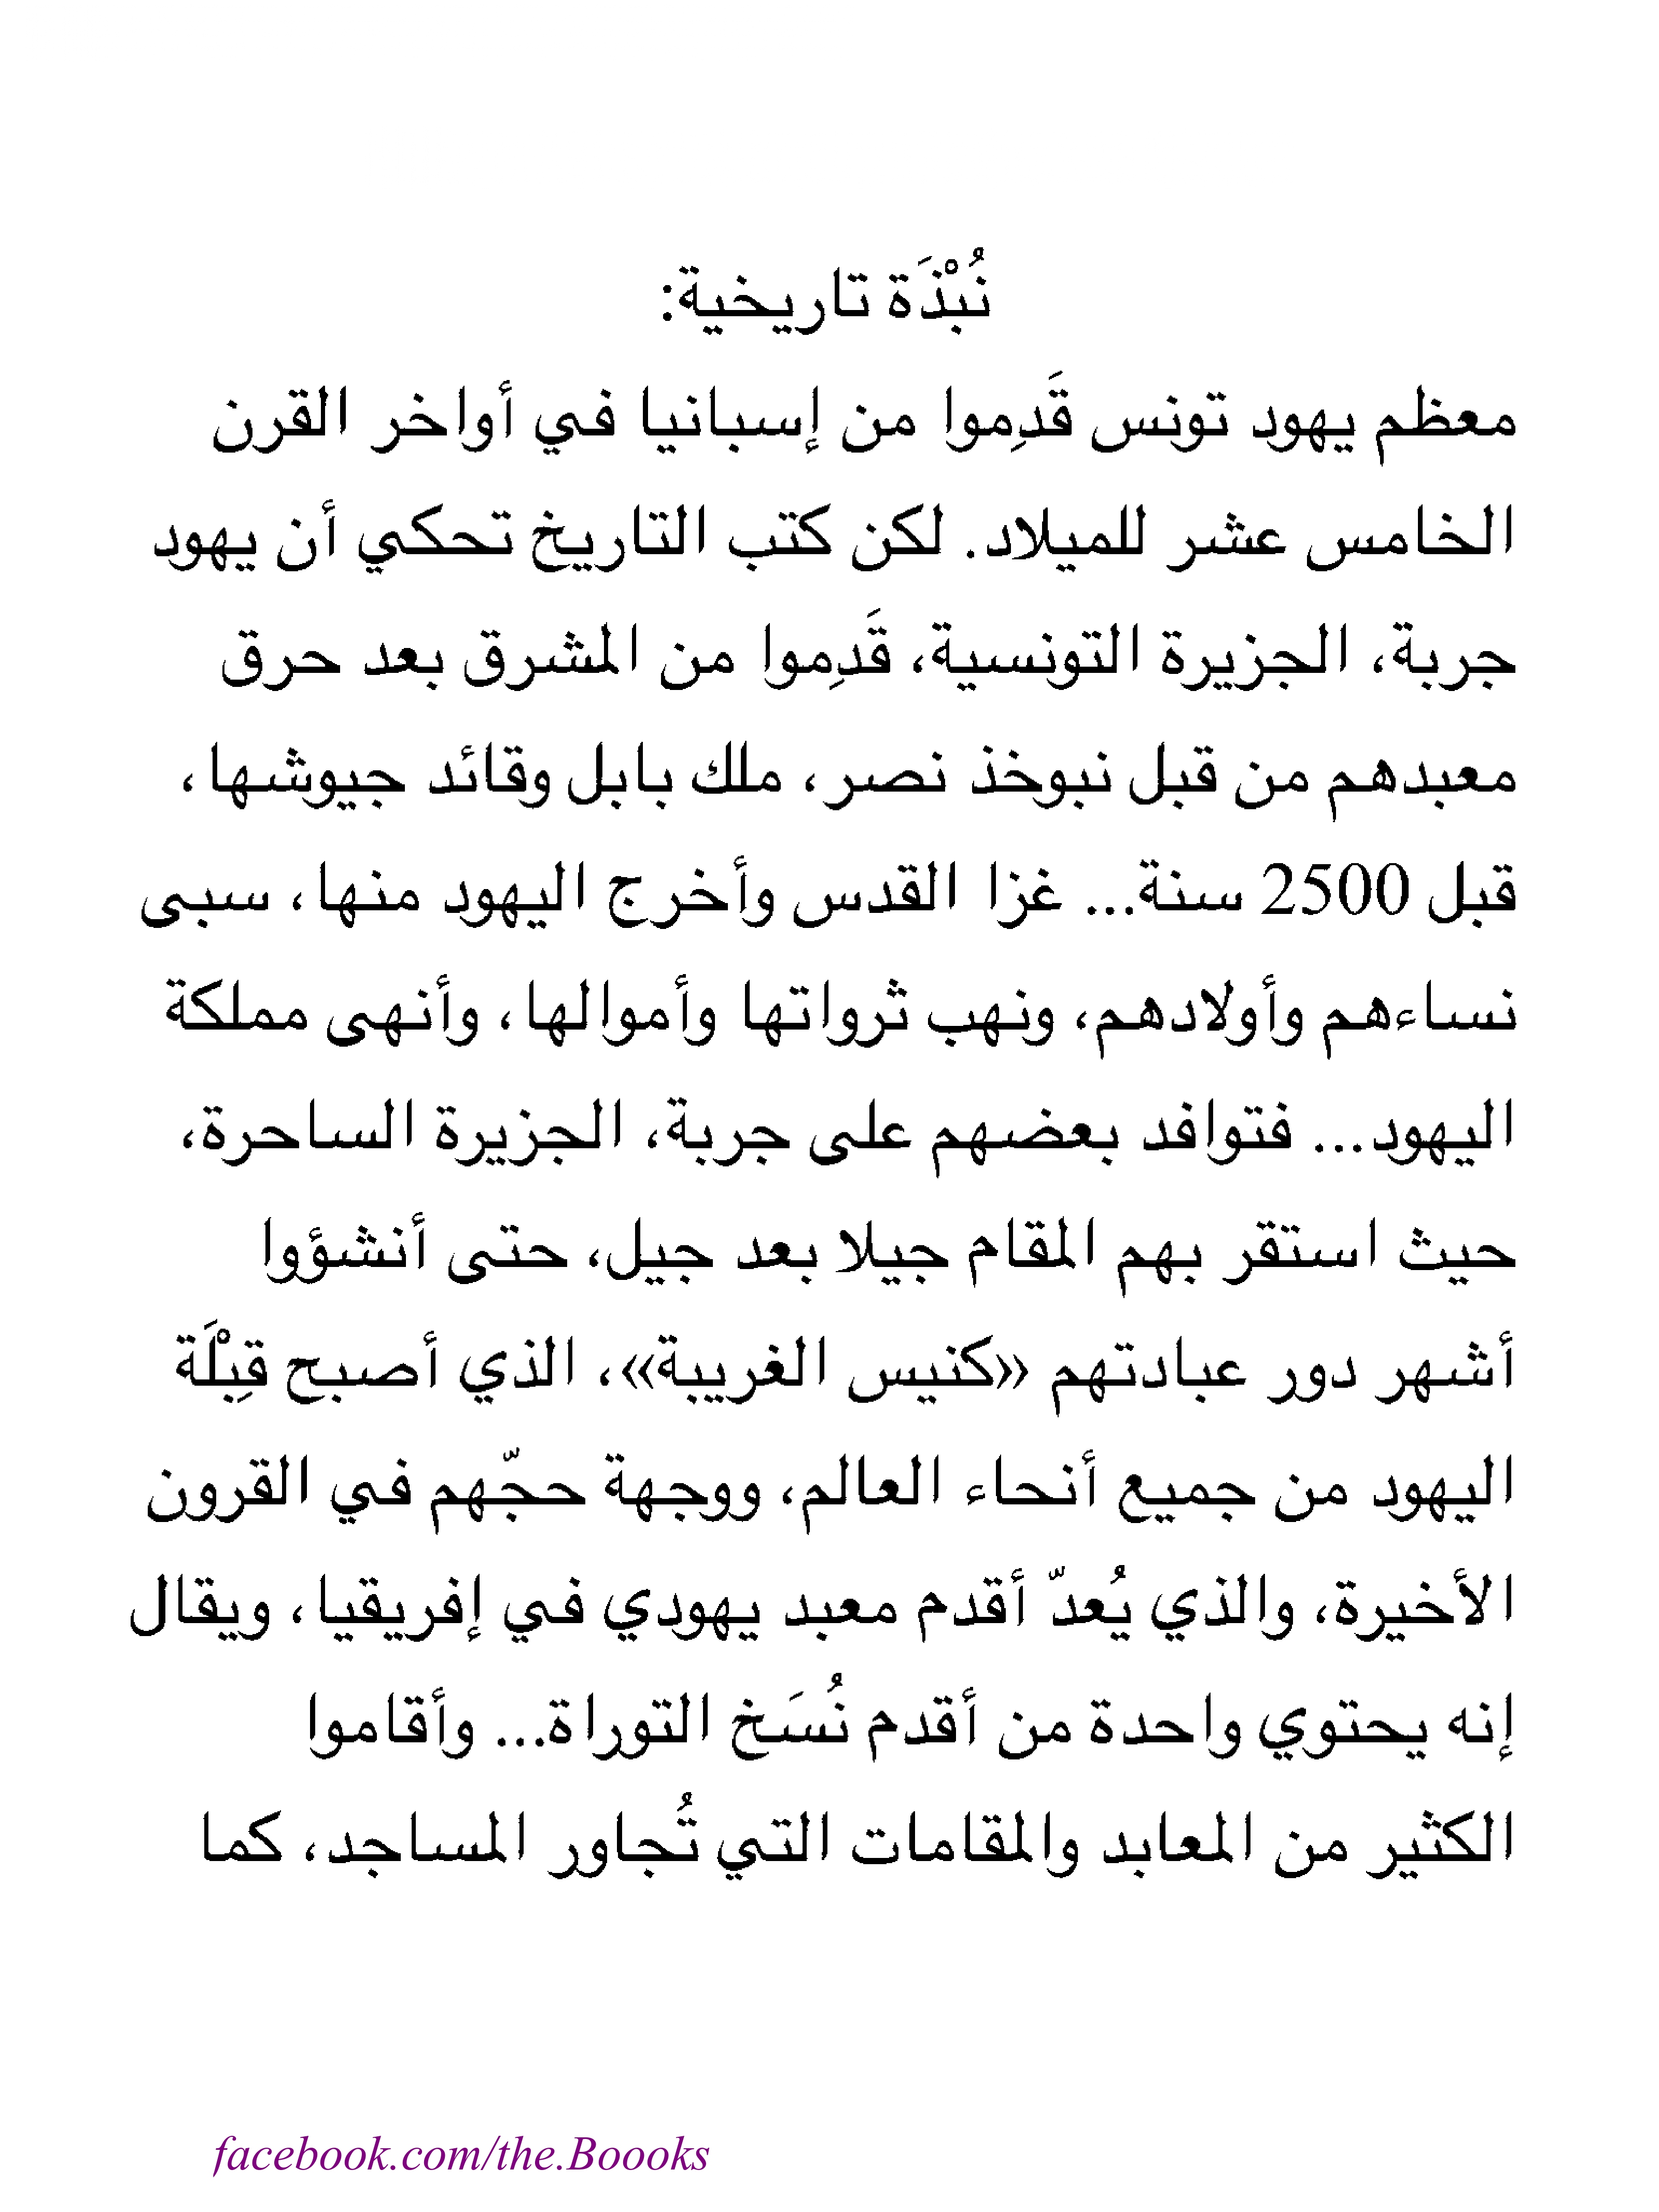 نُبْذَة تاريخية:
معظم يهود تونس قَدِموا من إسبانيا في أواخر القرن
الخامس عشر للميلاد. لكن كتب التاريخ تحكي أن يهود
جربة، الجزيرة التونسية، قَدِموا من المشرق بعد حرق
معبدهم من قبل نبوخذ نصر، ملك بابل وقائد جيوشها،
قبل 2500 سنة... غزا القدس وأخرج اليهود منها، سبى
نساءهم وأولادهم، ونهب ثرواتها وأموالها، وأنهى مملكة
اليهود... فتوافد بعضهم على جربة، الجزيرة الساحرة،
حيث استقر بهم المقام جيلا بعد جيل، حتى أنشؤوا
أشهر دور عبادتهم «كنيس الغريبة»، الذي أصبح قِبْلَة
اليهود من جميع أنحاء العالم، ووجهة حجّهم في القرون
الأخيرة، والذي يُعدّ أقدم معبد يهودي في إفريقيا، ويقال
إنه يحتوي واحدة من أقدم نُسَخ التوراة... وأقاموا
الكثير من المعابد والمقامات التي تُجاور المساجد، كما
facebook.com/the.Boooks